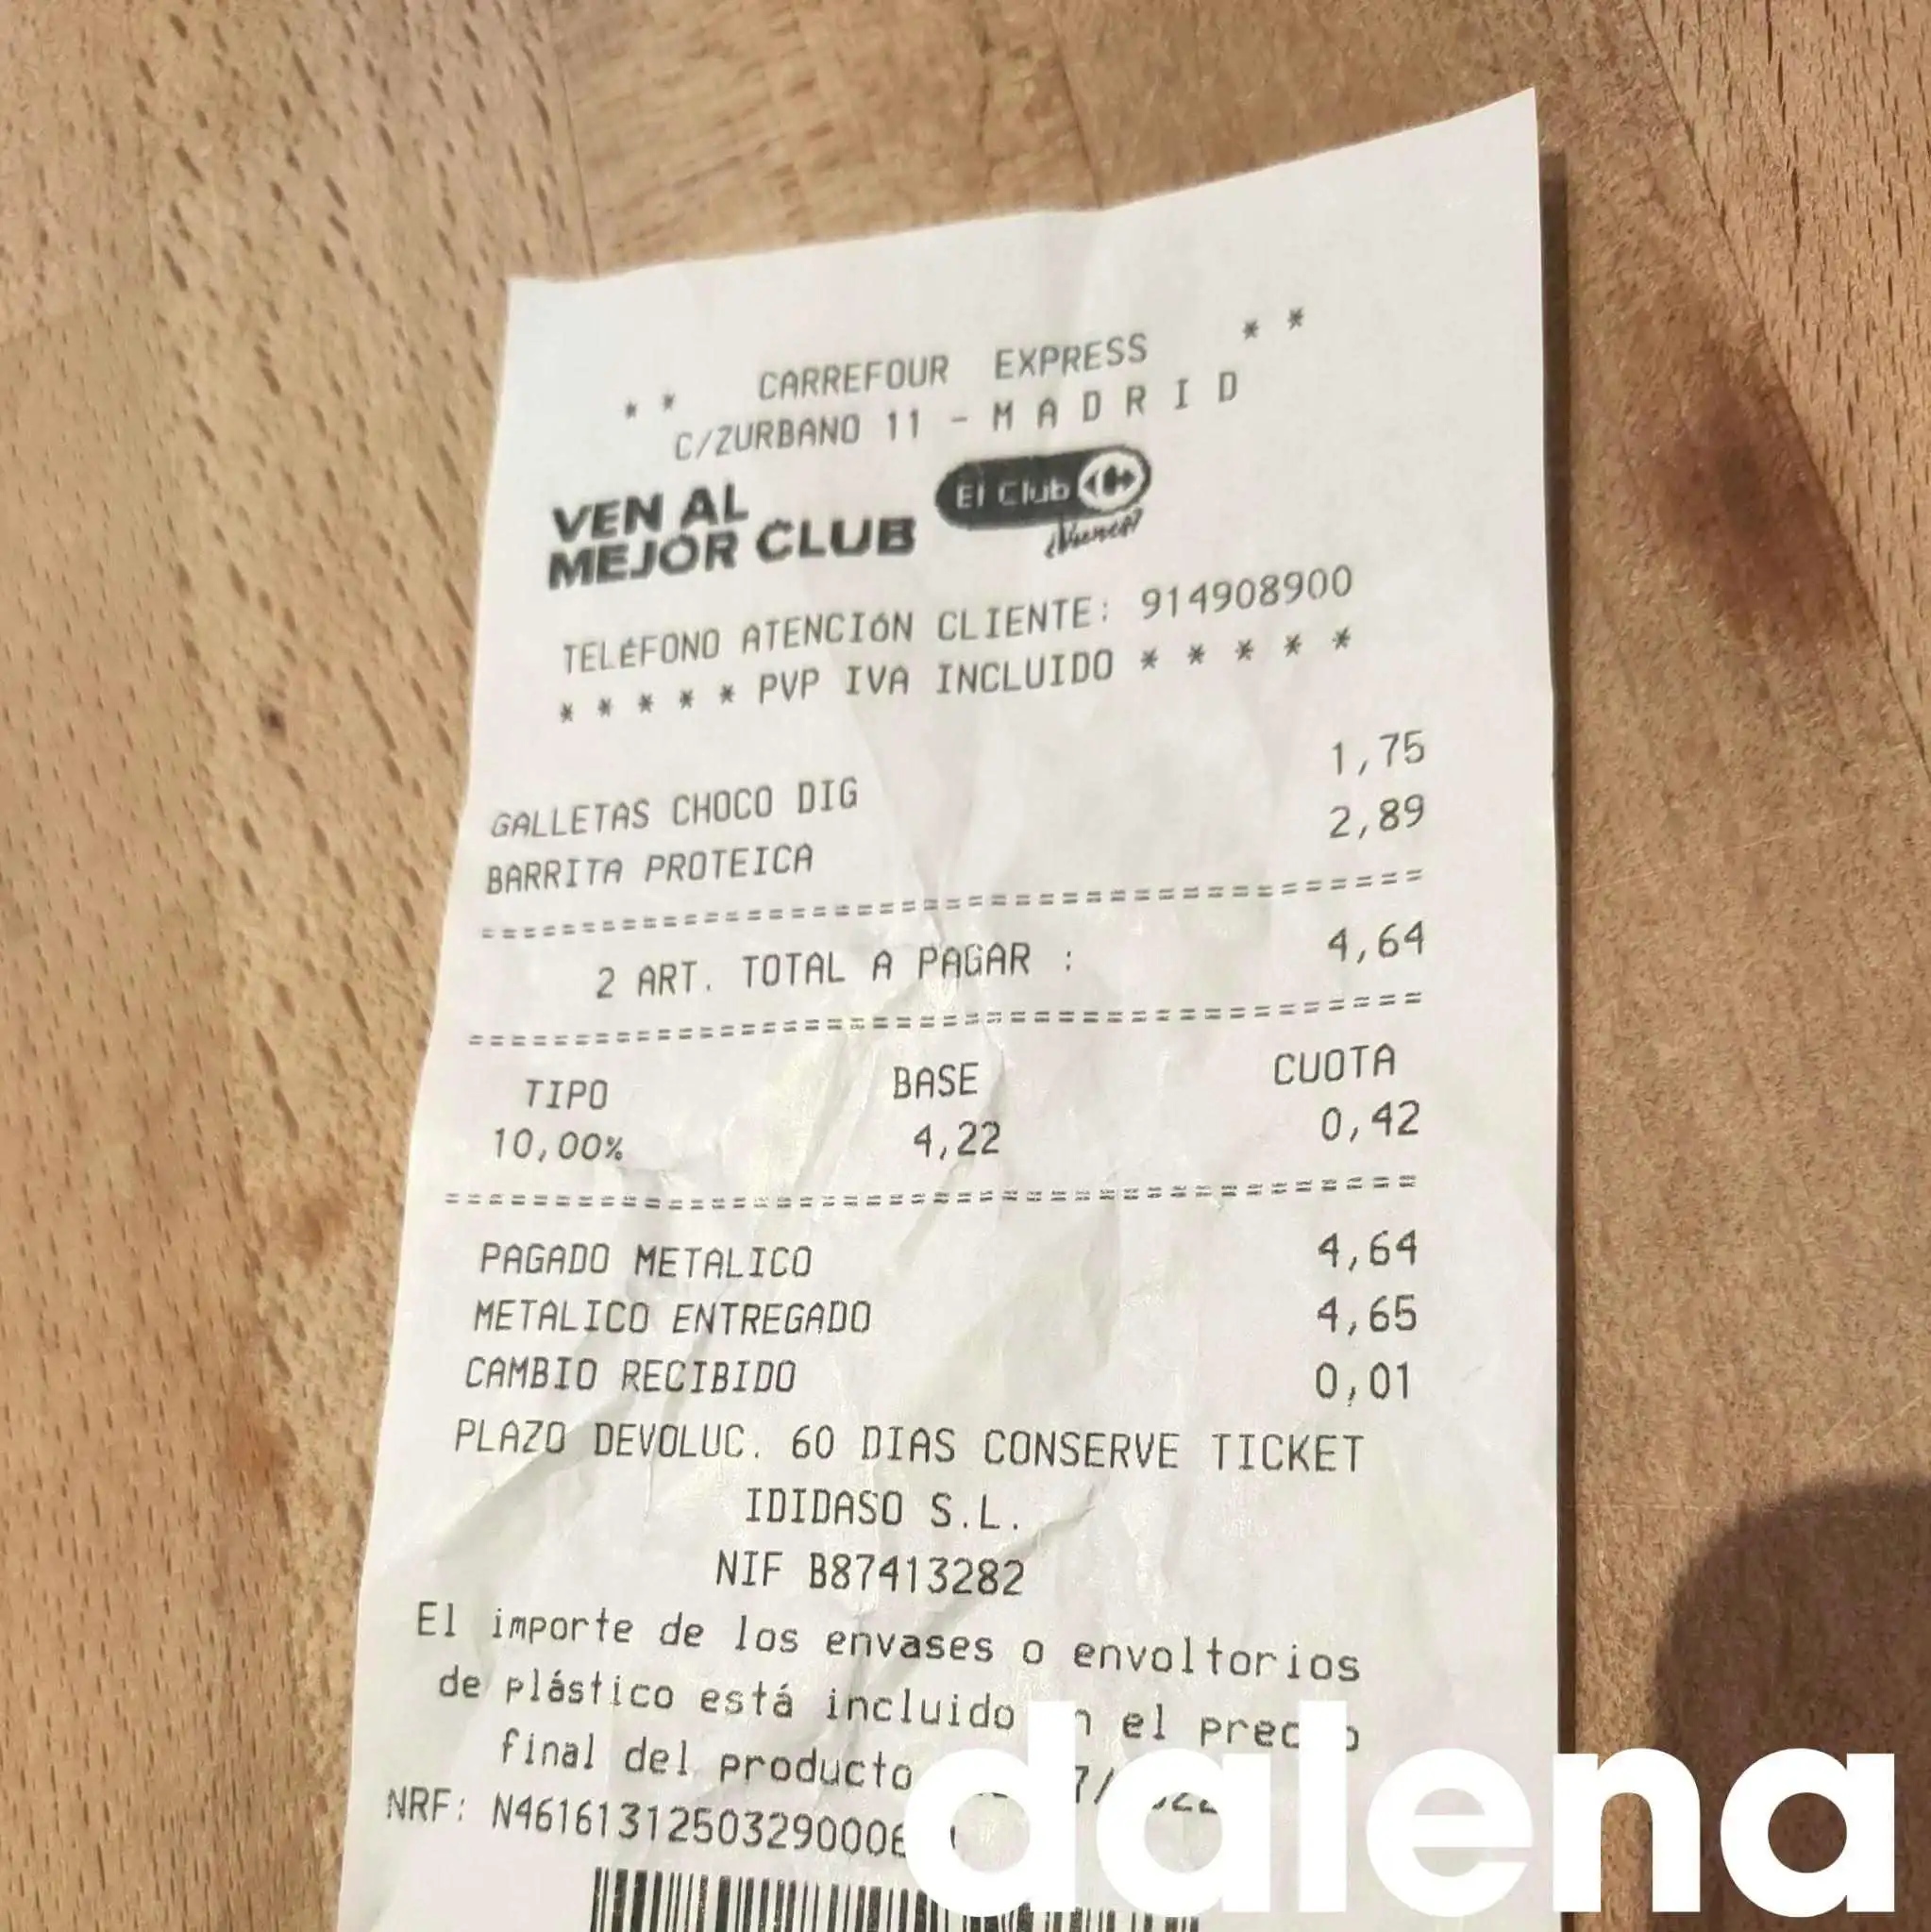 ** CARREFOUR EXPRESS **
C/ZURBANO 11 - M A D R I D
VEN AL
MEJOR CLUB
El Club
¿Vienes?
TELÉFONO ATENCIÓN CLIENTE: 914908900
* * * * * PVP IVA INCLUIDO * * * * *
GALLETAS CHOCO DIG 1,75
BARRITA PROTEICA 2,89
2 ART. TOTAL A PAGAR : 4,64
TIPO BASE CUOTA
10,00% 4,22 0,42
PAGADO METALICO 4,64
METALICO ENTREGADO 4,65
CAMBIO RECIBIDO 0,01
PLAZO DEVOLUC. 60 DIAS CONSERVE TICKET
IDIDASO S.L.
NIF B87413282
El importe de los envases o envoltorios
de plástico está incluido el
final del producto
NRF:
dalena